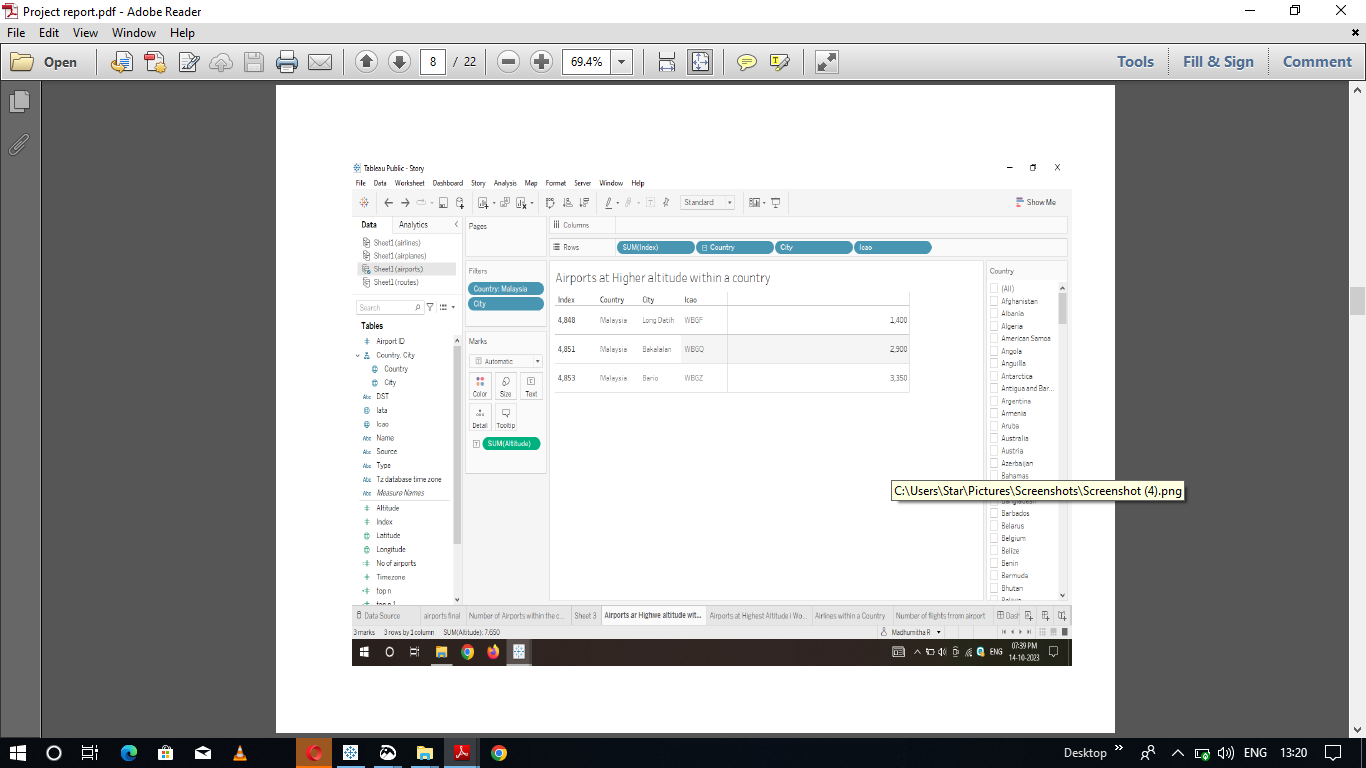 Project report.pdf - Adobe Reader
File Edit View Window Help
Open 8 / 22 69.4% Tools Fill & Sign Comment
Tableau Public - Story
File Data Worksheet Dashboard Story Analysis Map Format Server Window Help
Standard Show Me
Data Analytics Pages Columns
Sheet1 (airlines)
Sheet1 (airplanes)
Sheet1 (airports)
Sheet1 (routes)
Rows SUM(Index) Country City Icao
Filters
Country: Malaysia
City
Search
Tables
Airport ID
Country, City
Country
City
Abc DST
Iata
Icao
Abc Name
Abc Source
Abc Type
Abc Tz database time zone
Abc Measure Names
Altitude
Index
Latitude
Longitude
No of airports
Timezone
top n
top n 1
Marks
Automatic
Color Size Text
Detail Tooltip
SUM(Altitude)
Airports at Higher altitude within a country
Index Country City Icao
4,848 Malaysia Long Datih WBGF 1,400
4,851 Malaysia Bakalalan WBGQ 2,900
4,853 Malaysia Bario WBGZ 3,350
Country
(All)
Afghanistan
Albania
Algeria
American Samoa
Angola
Anguilla
Antarctica
Antigua and Bar...
Argentina
Armenia
Aruba
Australia
Austria
Azerbaijan
Bahamas
C:\Users\Star\Pictures\Screenshots\Screenshot (4).png
Bangladesh
Barbados
Belarus
Belgium
Belize
Benin
Bermuda
Bhutan
Data Source airports final Number of Airports within the c... Sheet 3 Airports ar Highwe altitude wit... Airports at Highest Altitude i Wo... Airlines within a Country Number of flights frrom airport Dash
3 marks 3 rows by 1 column SUM(Altitude): 7,650 Madhumitha R
ENG 07:39 PM
14-10-2023
Desktop ENG 13:20